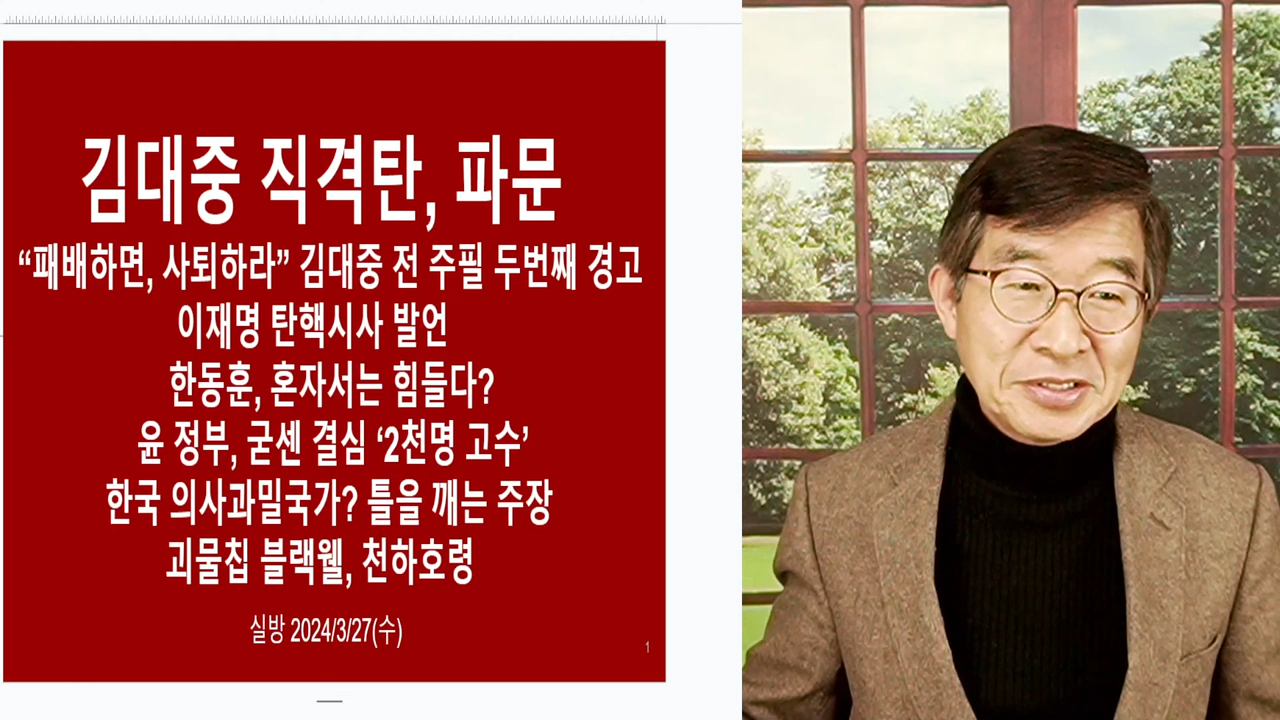 김대중 직격탄, 파문
“패배하면, 사퇴하라” 김대중 전 주필 두번째 경고
이재명 탄핵시사 발언
한동훈, 혼자서는 힘들다?
윤 정부, 굳센 결심 ‘2천명 고수’
한국 의사과밀국가? 틀을 깨는 주장
괴물칩 블랙웰, 천하호령
실방 2024/3/27(수)
1